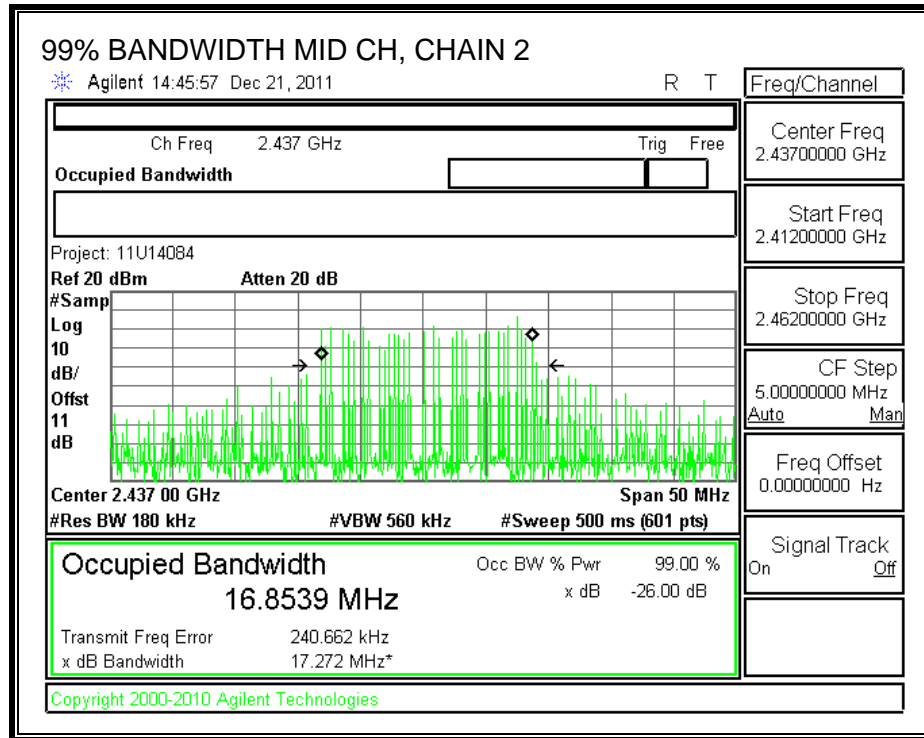 99% BANDWIDTH MID CH, CHAIN 2
Agilent 14:45:57 Dec 21, 2011 R T
Freq/Channel
Ch Freq 2.437 GHz Trig Free
Occupied Bandwidth
Center Freq
2.43700000 GHz
Start Freq
2.41200000 GHz
Stop Freq
2.46200000 GHz
CF Step
5.00000000 MHz
Auto Man
Freq Offset
0.00000000 Hz
Signal Track
On Off
Project: 11U14084
Ref 20 dBm Atten 20 dB
#Samp
Log
10
dB/
Offst
11
dB
Center 2.437 00 GHz Span 50 MHz
#Res BW 180 kHz #VBW 560 kHz #Sweep 500 ms (601 pts)
Occupied Bandwidth Occ BW % Pwr 99.00 %
16.8539 MHz x dB -26.00 dB
Transmit Freq Error 240.662 kHz
x dB Bandwidth 17.272 MHz*
Copyright 2000-2010 Agilent Technologies